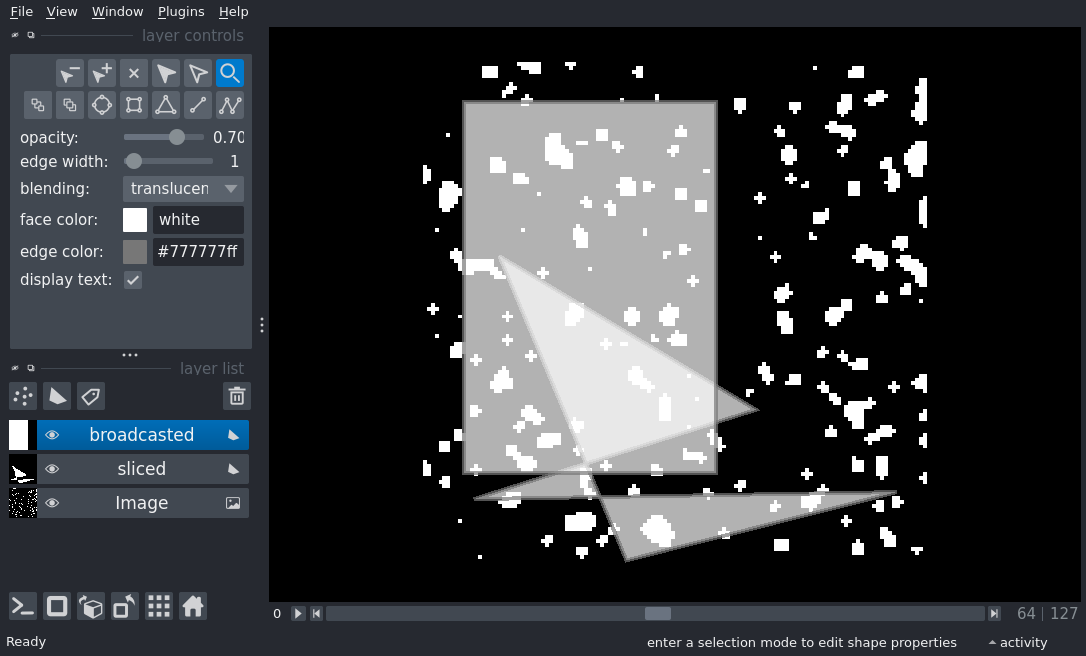 File View Window Plugins Help
layer controls
opacity: 0.70
edge width: 1
blending: translucen
face color: white
edge color: #777777ff
display text:
layer list
broadcasted
sliced
Image
0 64 | 127
Ready enter a selection mode to edit shape properties activity